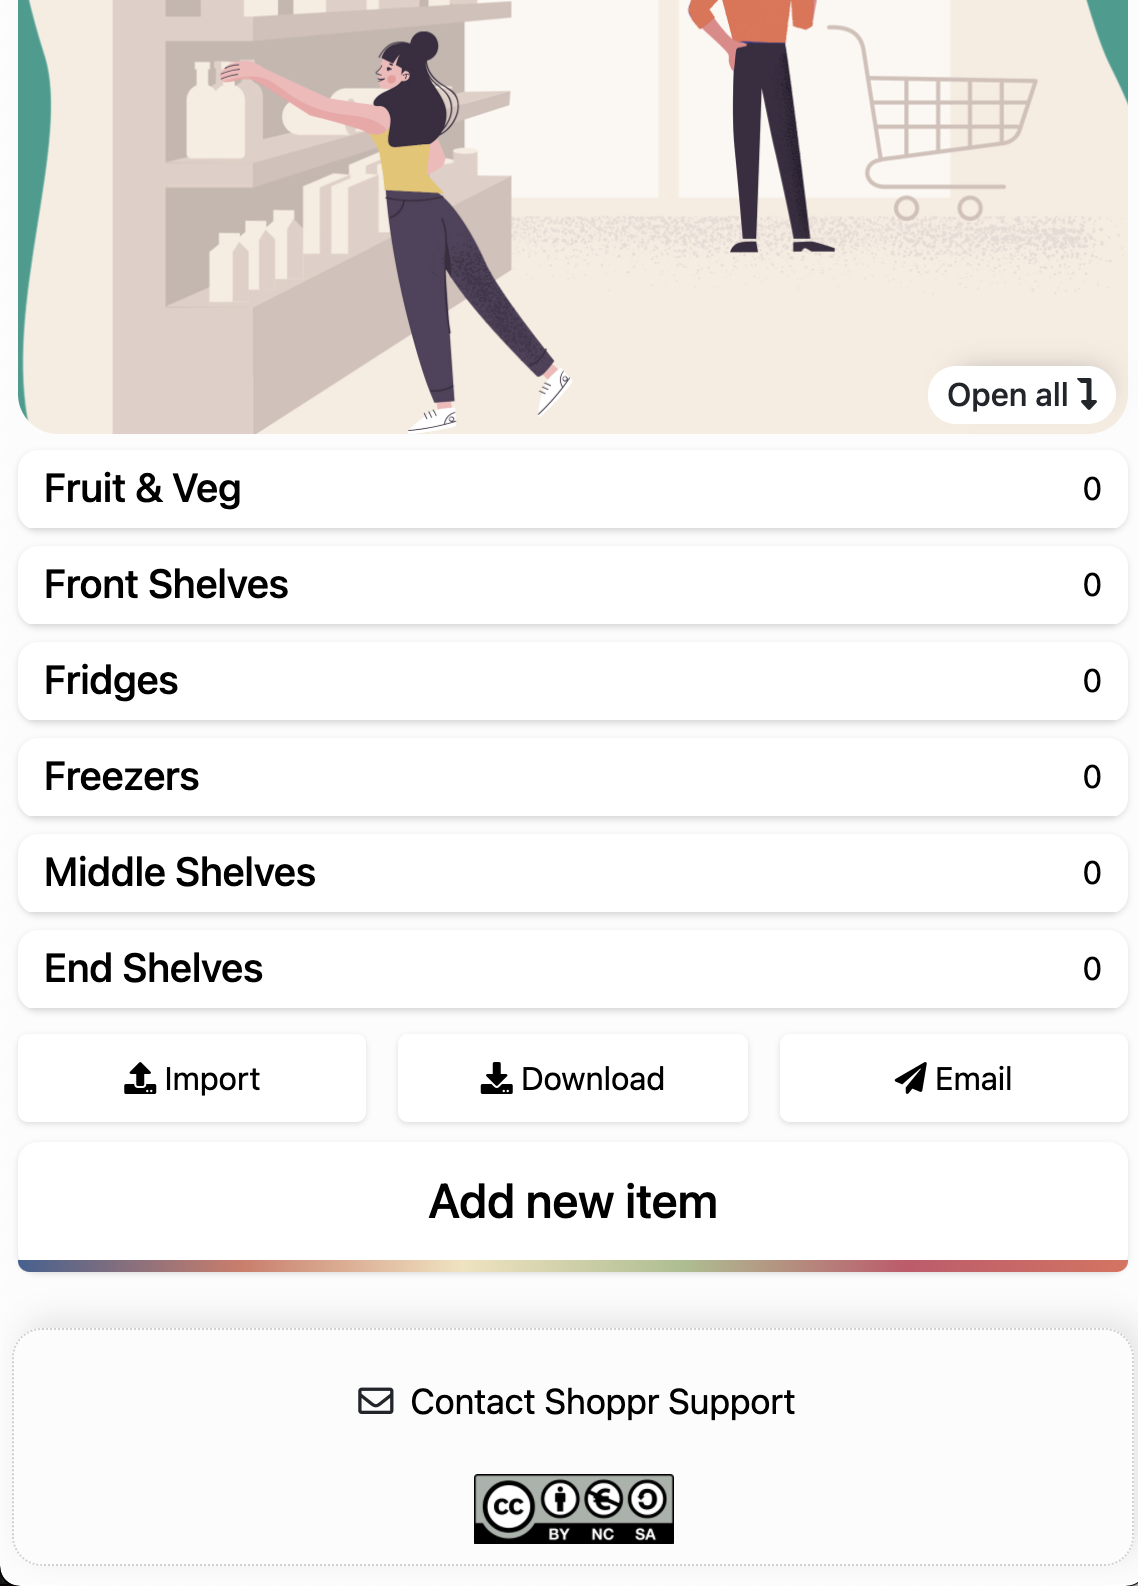 Open all
Fruit & Veg 0
Front Shelves 0
Fridges 0
Freezers 0
Middle Shelves 0
End Shelves 0
Import Download Email
Add new item
Contact Shoppr Support
cc BY NC SA